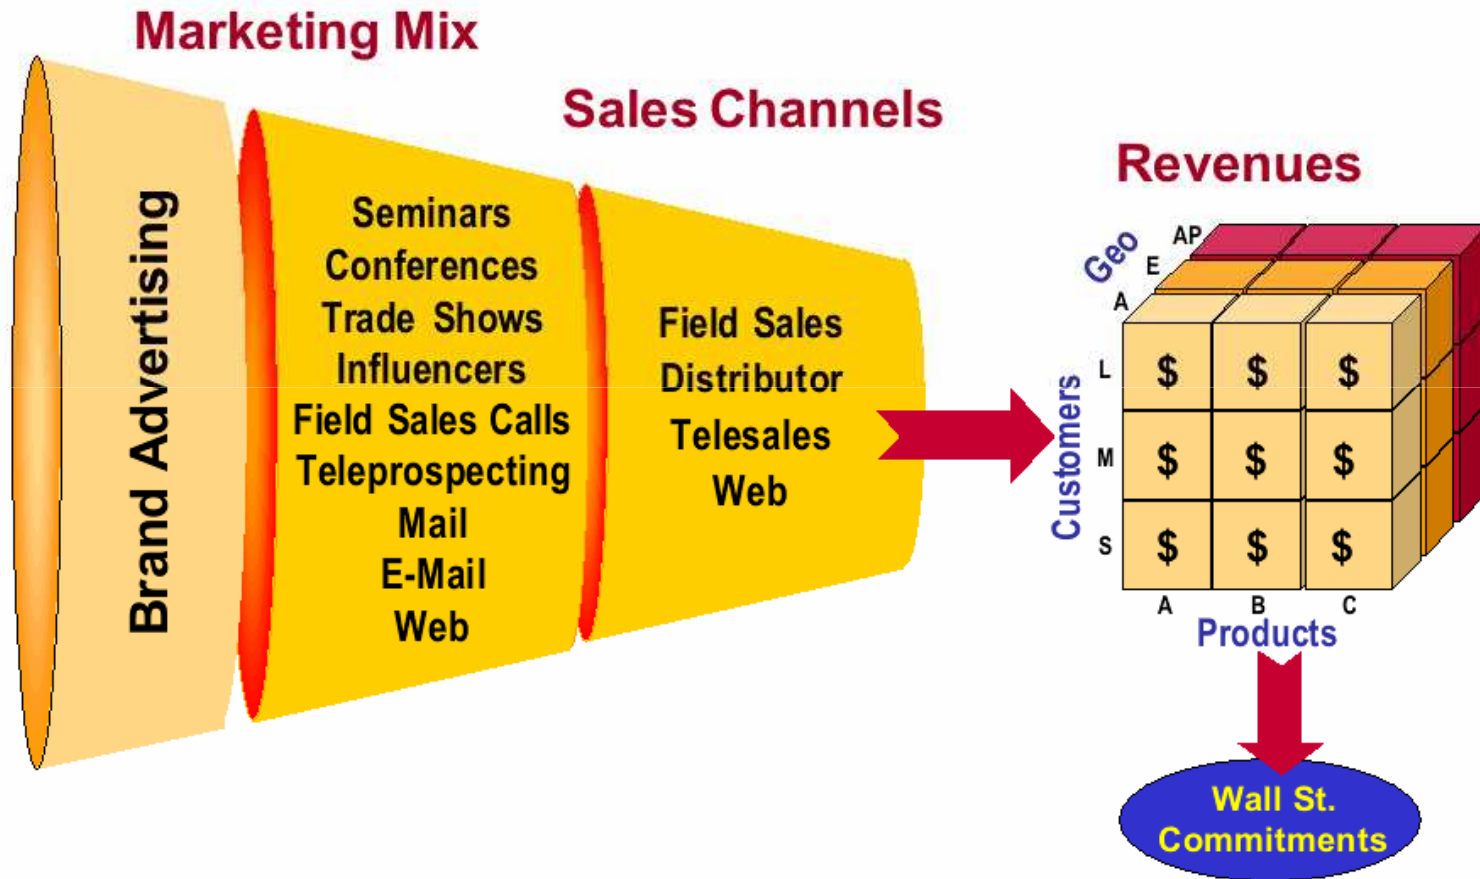 Marketing Mix
Sales Channels
Revenues
Brand Advertising
Seminars
Conferences
Trade Shows
Influencers
Field Sales Calls
Teleprospecting
Mail
E-Mail
Web
Field Sales
Distributor
Telesales
Web
Geo
AP
E
A
Customers
L
$ $ $
M
$ $ $
S
$ $ $
A B C
Products
Wall St.
Commitments